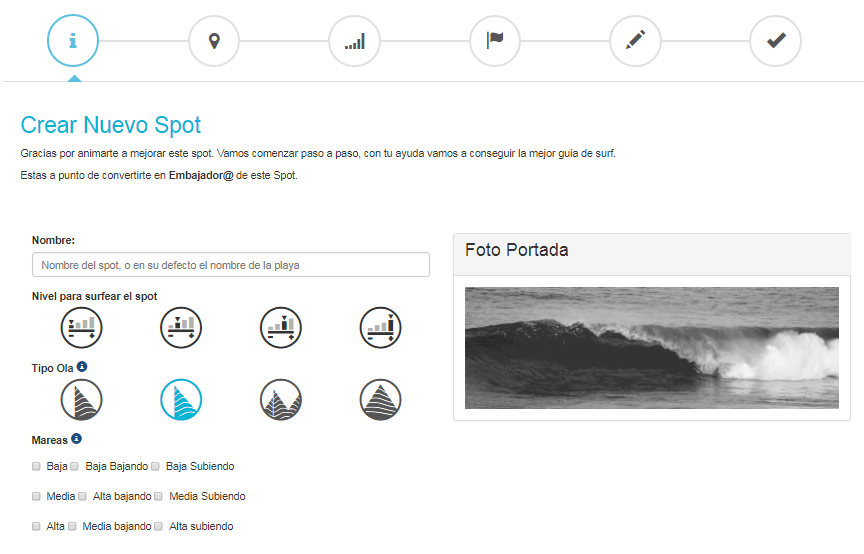 Crear Nuevo Spot
Gracias por animarte a mejorar este spot. Vamos comenzar paso a paso, con tu ayuda vamos a conseguir la mejor guia de surf.
Estas a punto de convertirte en Embajador@ de este Spot.
Nombre:
Nombre del spot, o en su defecto el nombre de la playa
Nivel para surfear el spot
Tipo Ola
Mareas
Baja Baja Bajando Baja Subiendo
Media Alta bajando Media Subiendo
Alta Media bajando Alta subiendo
Foto Portada